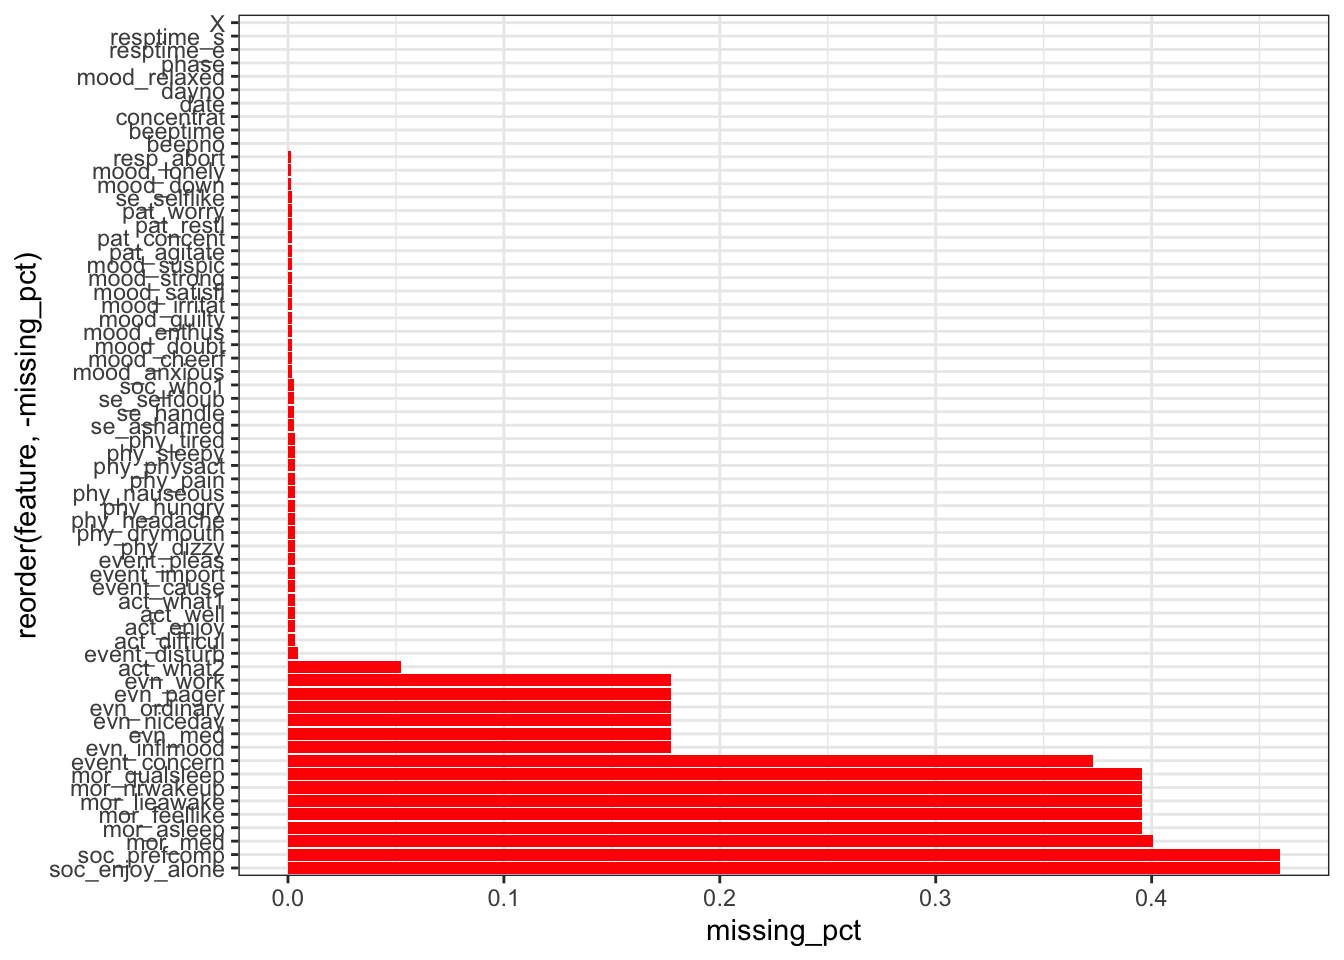 X
resptime_s
resptime_e
phase
mood_relaxed
dayno
date
concentrat
beeptime
beepno
resp_abort
mood_lonely
mood_down
se_selflike
pat_worry
pat_restl
pat_concent
pat_agitate
mood_suspic
mood_strong
mood_satisfi
mood_irritat
mood_guilty
mood_enthus
mood_doubt
mood_cheerf
mood_anxious
soc_who1
se_selfdoub
se_handle
se_ashamed
phy_tired
phy_sleepy
phy_physact
phy_pain
phy_nauseous
phy_hungry
phy_headache
phy_drymouth
phy_dizzy
event_pleas
event_import
event_cause
act_what1
act_well
act_enjoy
act_difficul
event_disturb
act_what2
evn_work
evn_pager
evn_ordinary
evn_niceday
evn_med
evn_inflmood
event_concern
mor_qualsleep
mor_nrwakeup
mor_lieawake
mor_feellike
mor_asleep
mor_med
soc_prefcomp
soc_enjoy_alone
reorder(feature, -missing_pct)
0.0 0.1 0.2 0.3 0.4
missing_pct